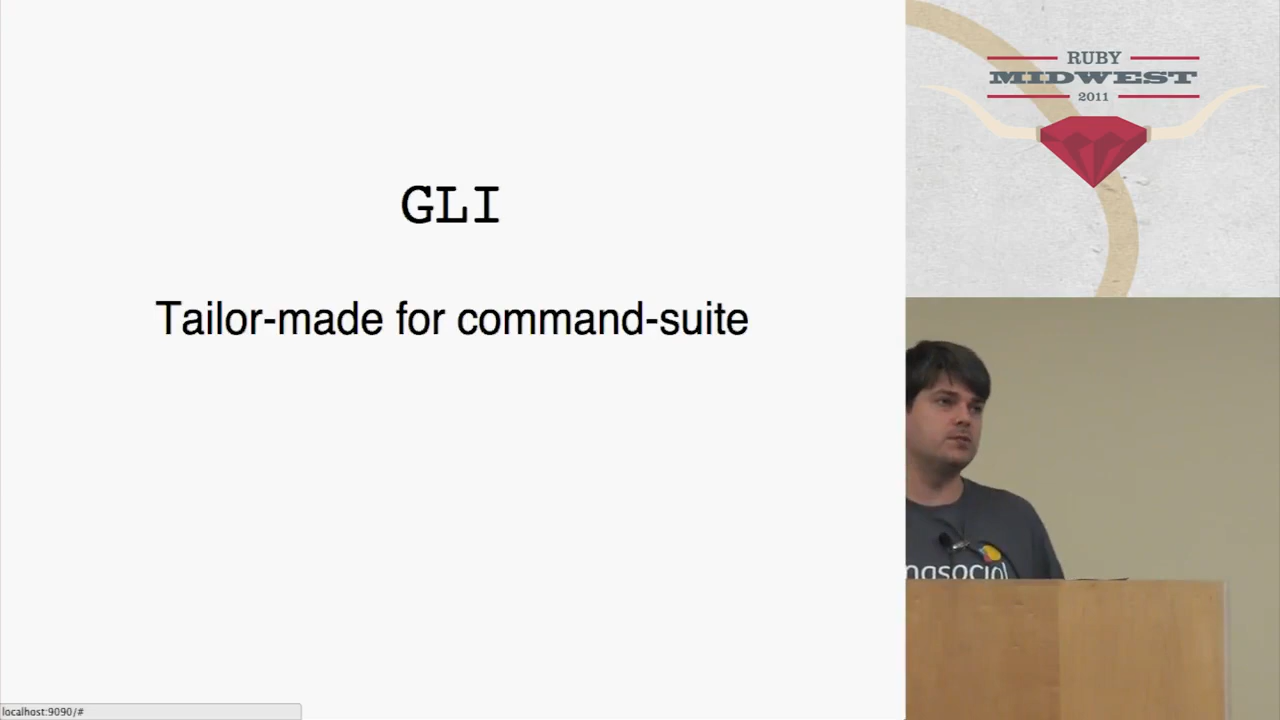 GLI
Tailor-made for command-suite
localhost:9090/#
RUBY
MIDWEST
2011